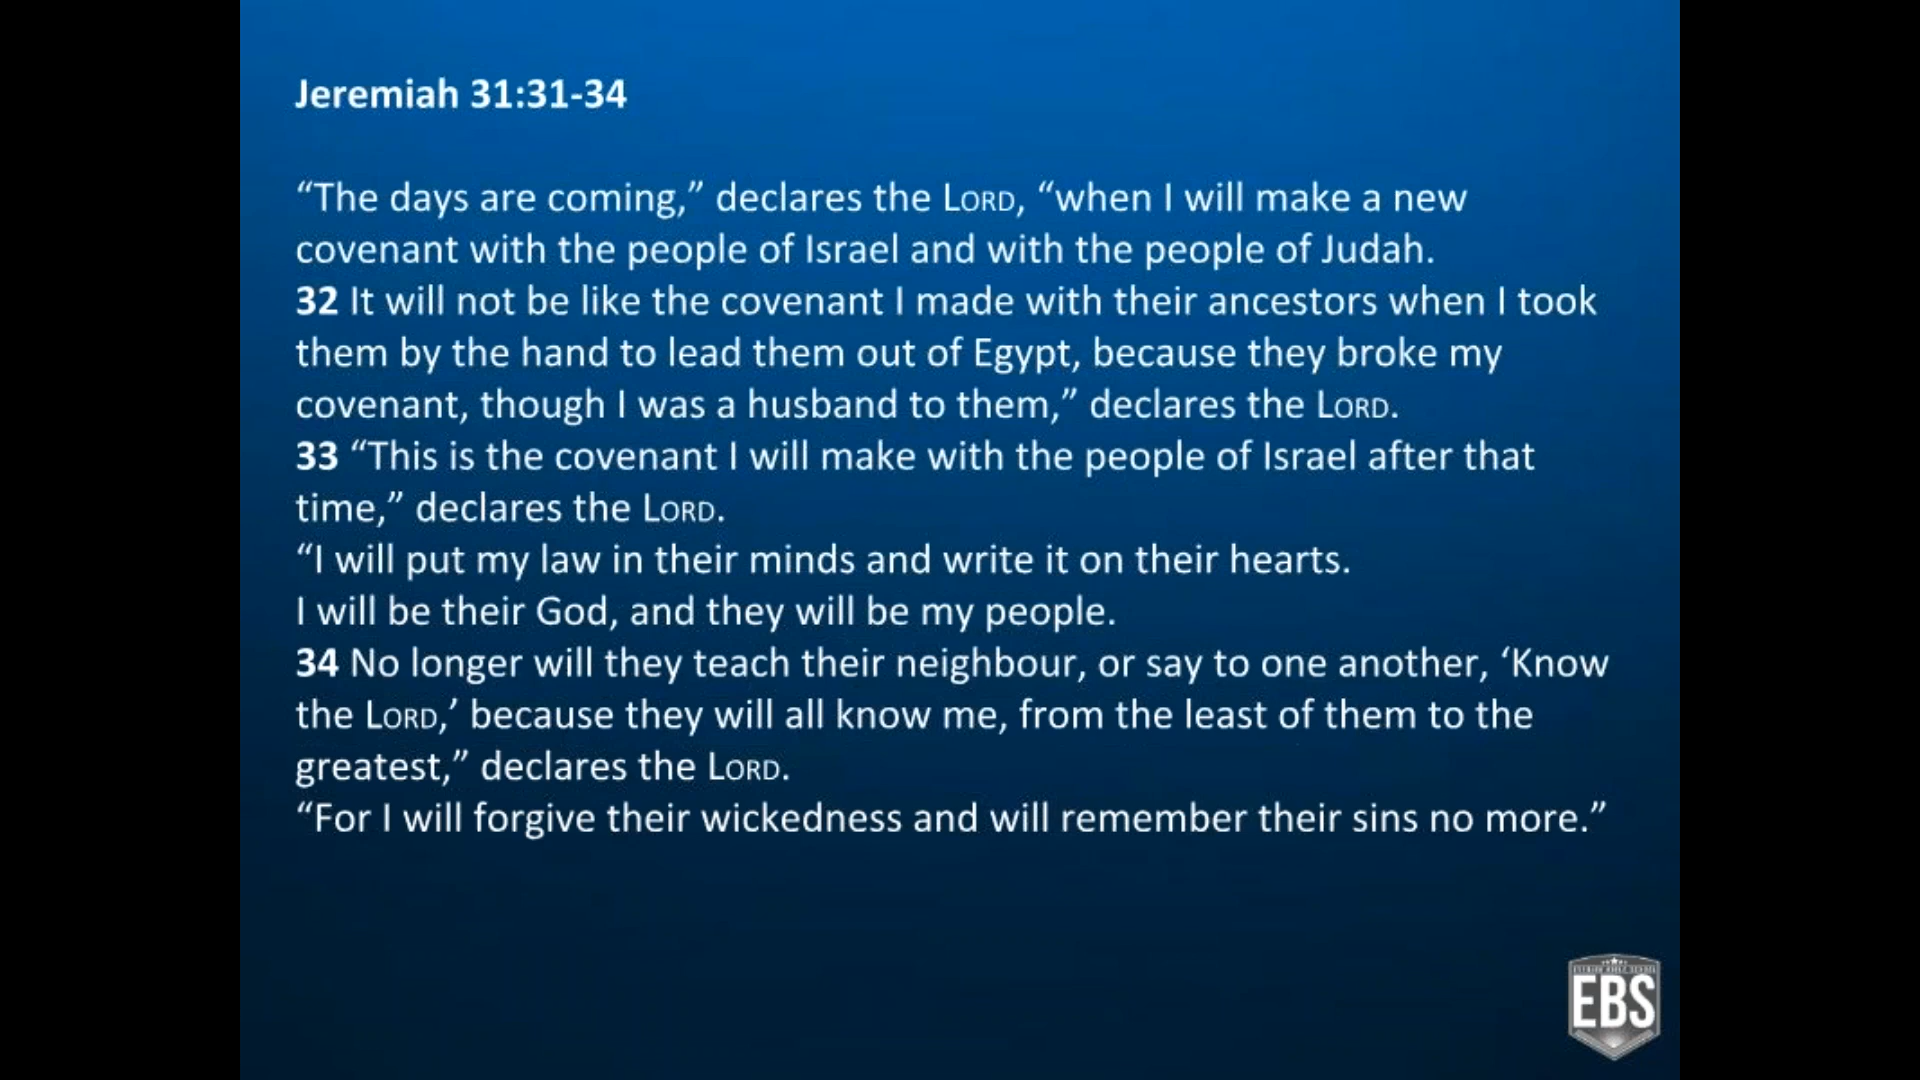 Jeremiah 31:31-34
“The days are coming,” declares the LORD, “when I will make a new
covenant with the people of Israel and with the people of Judah.
32 It will not be like the covenant I made with their ancestors when I took
them by the hand to lead them out of Egypt, because they broke my
covenant, though I was a husband to them,” declares the LORD.
33 “This is the covenant I will make with the people of Israel after that
time,” declares the LORD.
“I will put my law in their minds and write it on their hearts.
I will be their God, and they will be my people.
34 No longer will they teach their neighbour, or say to one another, ‘Know
the LORD,’ because they will all know me, from the least of them to the
greatest,” declares the LORD.
“For I will forgive their wickedness and will remember their sins no more.”
BIBLE SCHOOL
EBS